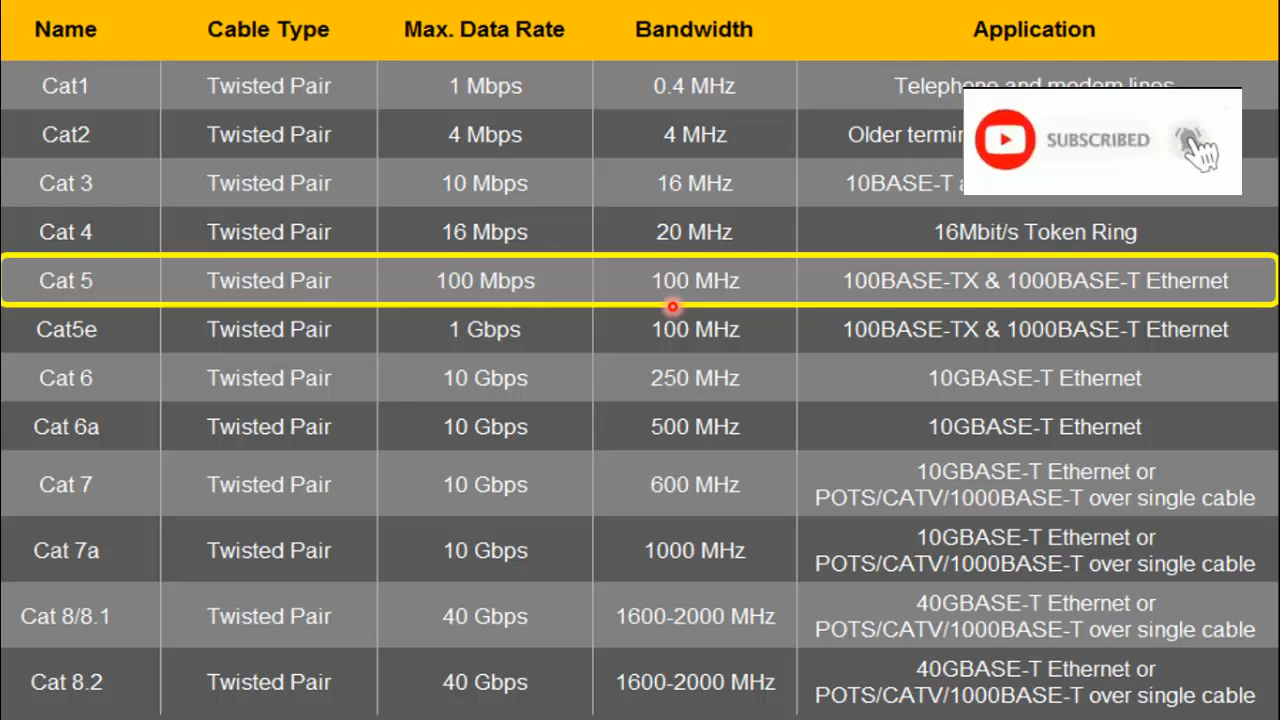 Name Cable Type Max. Data Rate Bandwidth Application
Cat1 Twisted Pair 1 Mbps 0.4 MHz Telephone and modem lines
Cat2 Twisted Pair 4 Mbps 4 MHz Older
SUBSCRIBED
Cat 3 Twisted Pair 10 Mbps 16 MHz 10BASE-T
Cat 4 Twisted Pair 16 Mbps 20 MHz 16Mbit/s Token Ring
Cat 5 Twisted Pair 100 Mbps 100 MHz 100BASE-TX & 1000BASE-T Ethernet
Cat5e Twisted Pair 1 Gbps 100 MHz 100BASE-TX & 1000BASE-T Ethernet
Cat 6 Twisted Pair 10 Gbps 250 MHz 10GBASE-T Ethernet
Cat 6a Twisted Pair 10 Gbps 500 MHz 10GBASE-T Ethernet
Cat 7 Twisted Pair 10 Gbps 600 MHz 10GBASE-T Ethernet or
POTS/CATV/1000BASE-T over single cable
Cat 7a Twisted Pair 10 Gbps 1000 MHz 10GBASE-T Ethernet or
POTS/CATV/1000BASE-T over single cable
Cat 8/8.1 Twisted Pair 40 Gbps 1600-2000 MHz 40GBASE-T Ethernet or
POTS/CATV/1000BASE-T over single cable
Cat 8.2 Twisted Pair 40 Gbps 1600-2000 MHz 40GBASE-T Ethernet or
POTS/CATV/1000BASE-T over single cable